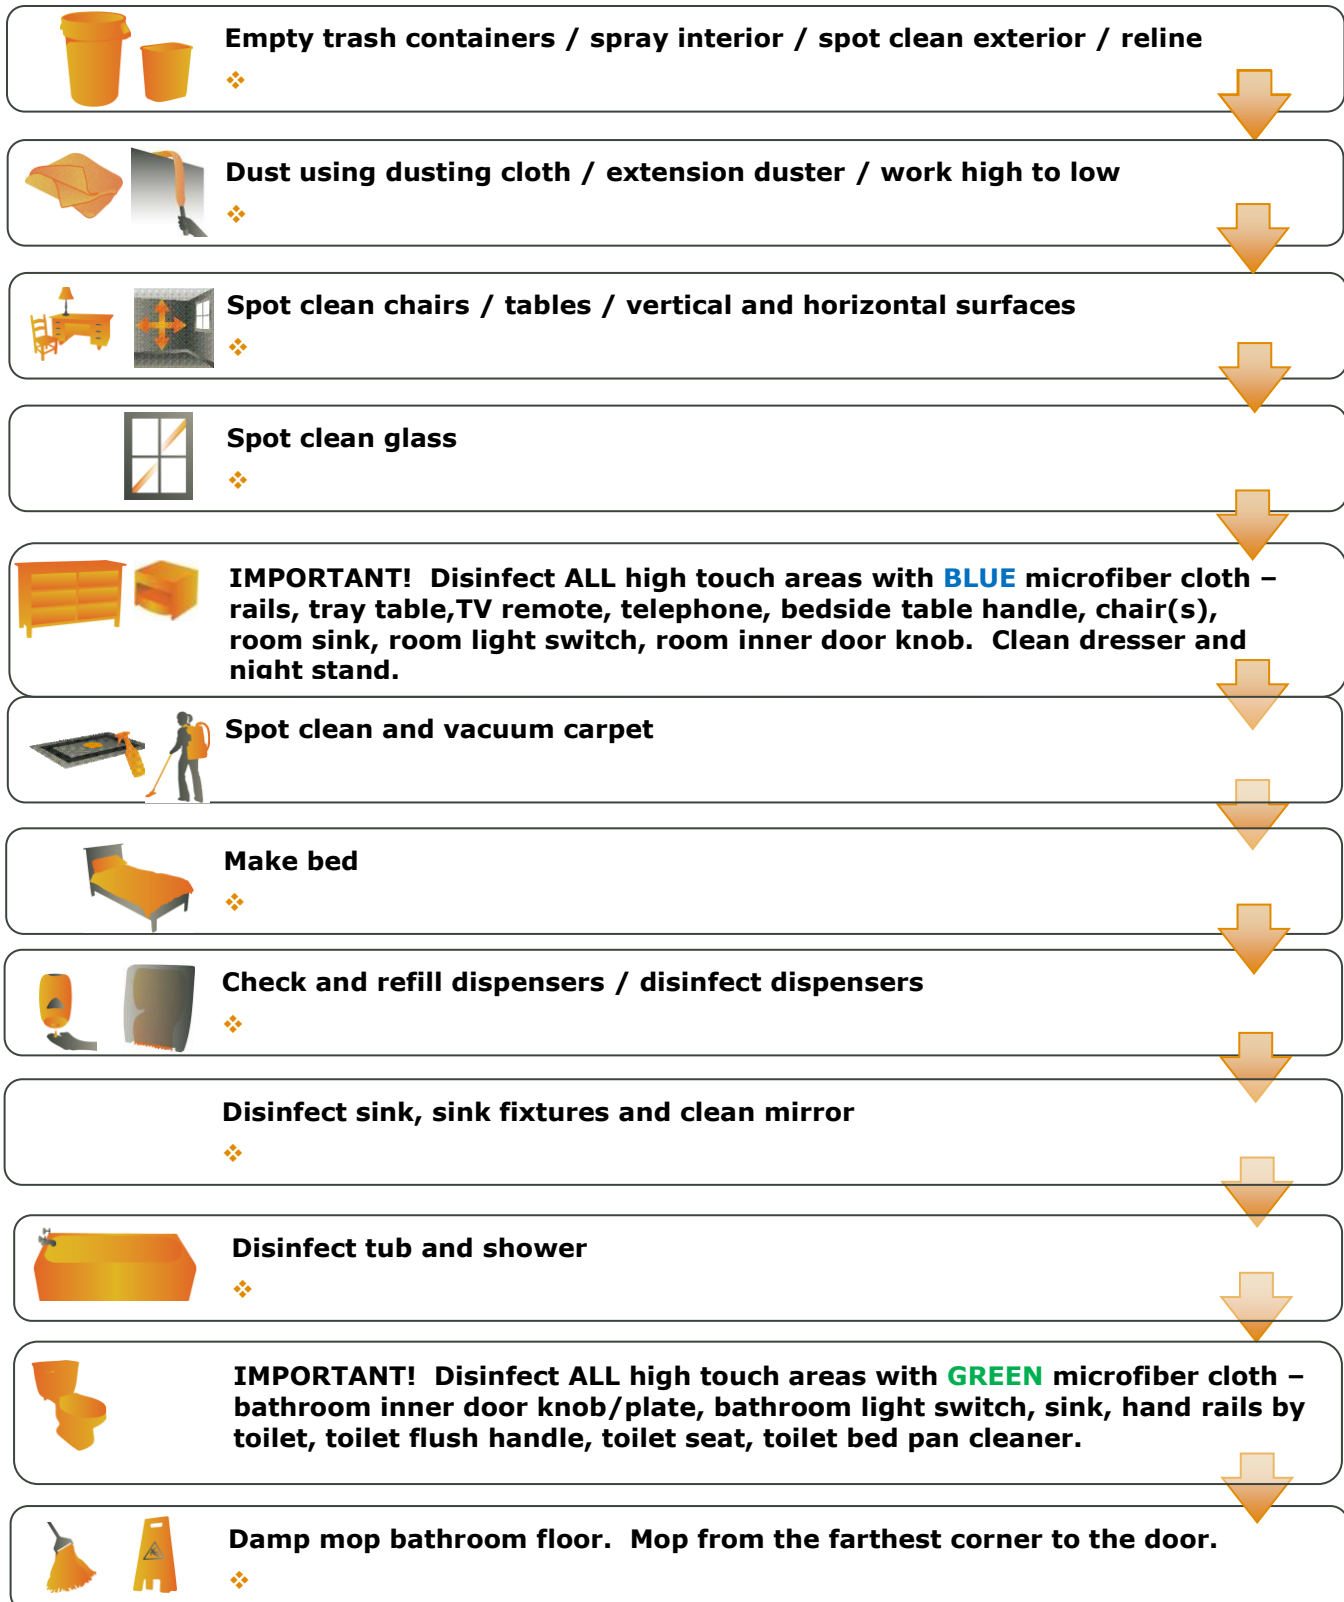 Empty trash containers / spray interior / spot clean exterior / reline
Dust using dusting cloth / extension duster / work high to low
Spot clean chairs / tables / vertical and horizontal surfaces
Spot clean glass
IMPORTANT!  Disinfect ALL high touch areas with BLUE microfiber cloth –
rails, tray table,TV remote, telephone, bedside table handle, chair(s),
room sink, room light switch, room inner door knob.  Clean dresser and
night stand.
Spot clean and vacuum carpet
Make bed
Check and refill dispensers / disinfect dispensers
Disinfect sink, sink fixtures and clean mirror
Disinfect tub and shower
IMPORTANT!  Disinfect ALL high touch areas with GREEN microfiber cloth –
bathroom inner door knob/plate, bathroom light switch, sink, hand rails by
toilet, toilet flush handle, toilet seat, toilet bed pan cleaner.
Damp mop bathroom floor.  Mop from the farthest corner to the door.